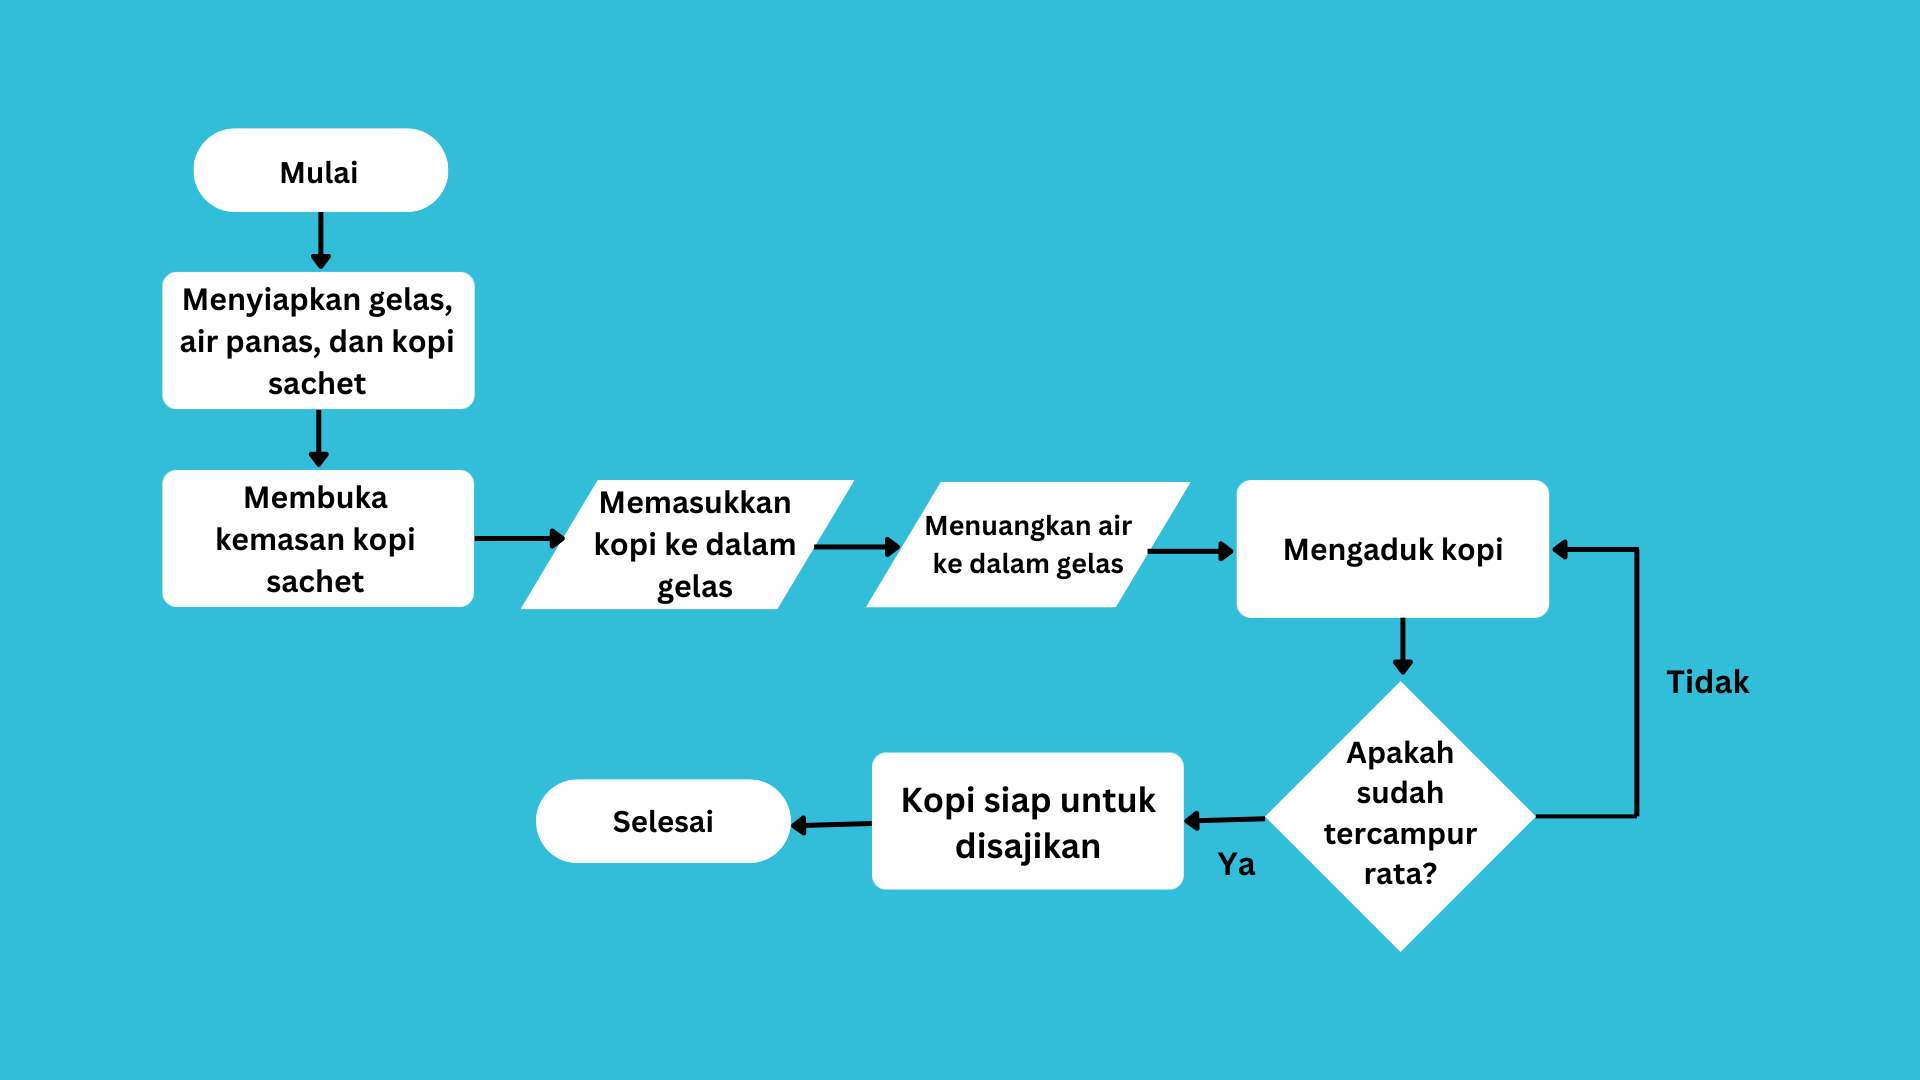 Mulai
Menyiapkan gelas,
air panas, dan kopi
sachet
Membuka
kemasan kopi
sachet
Memasukkan
kopi ke dalam
gelas
Menuangkan air
ke dalam gelas
Mengaduk kopi
Tidak
Apakah
sudah
tercampur
rata?
Ya
Kopi siap untuk
disajikan
Selesai